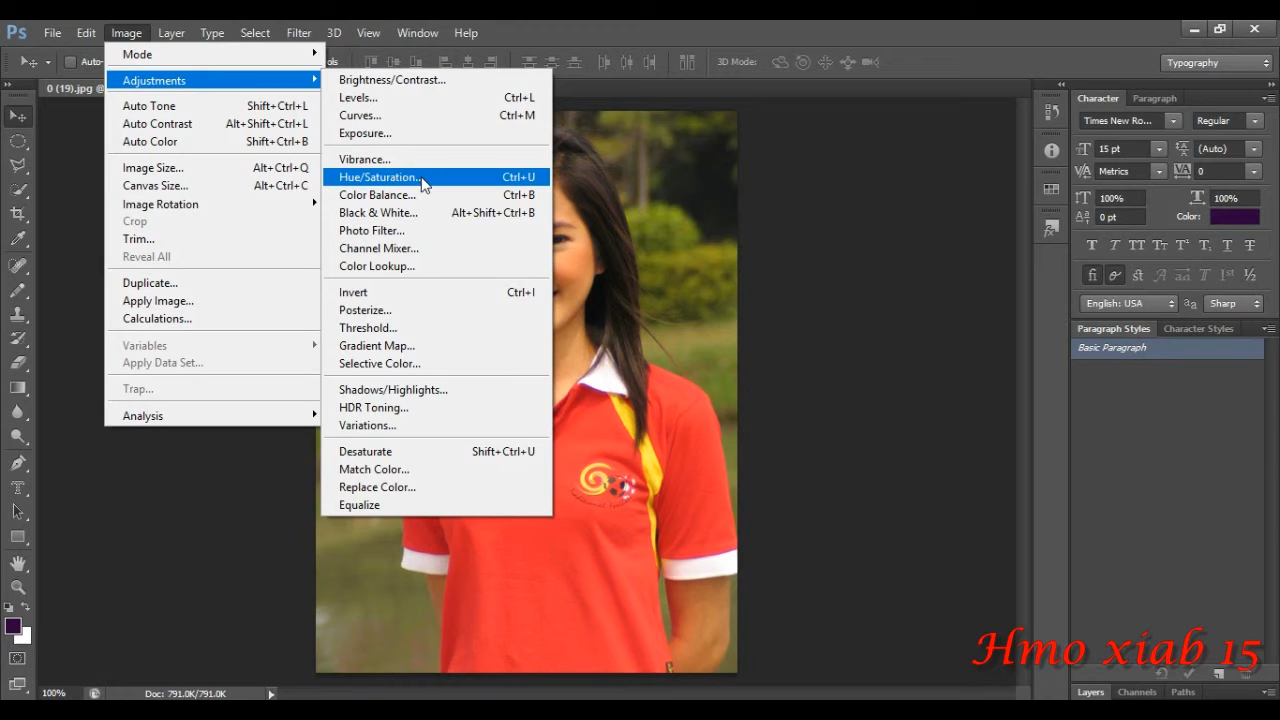 Ps File Edit Image Layer Type Select Filter 3D View Window Help
Auto- 3D Mode: Typography
0 (19).jpg @
Mode
Adjustments
Auto Tone Shift+Ctrl+L
Auto Contrast Alt+Shift+Ctrl+L
Auto Color Shift+Ctrl+B
Image Size... Alt+Ctrl+Q
Canvas Size... Alt+Ctrl+C
Image Rotation
Crop
Trim...
Reveal All
Duplicate...
Apply Image...
Calculations...
Variables
Apply Data Set...
Trap...
Analysis
Brightness/Contrast...
Levels... Ctrl+L
Curves... Ctrl+M
Exposure...
Vibrance...
Hue/Saturation... Ctrl+U
Color Balance... Ctrl+B
Black & White... Alt+Shift+Ctrl+B
Photo Filter...
Channel Mixer...
Color Lookup...
Invert Ctrl+I
Posterize...
Threshold...
Gradient Map...
Selective Color...
Shadows/Highlights...
HDR Toning...
Variations...
Desaturate Shift+Ctrl+U
Match Color...
Replace Color...
Equalize
Character Paragraph
Times New Ro... Regular
15 pt (Auto)
Metrics 0
100% 100%
0 pt Color:
English: USA Sharp
Paragraph Styles Character Styles
Basic Paragraph
Hmo xiab 15
100% Doc: 791.0K/791.0K
Layers Channels Paths